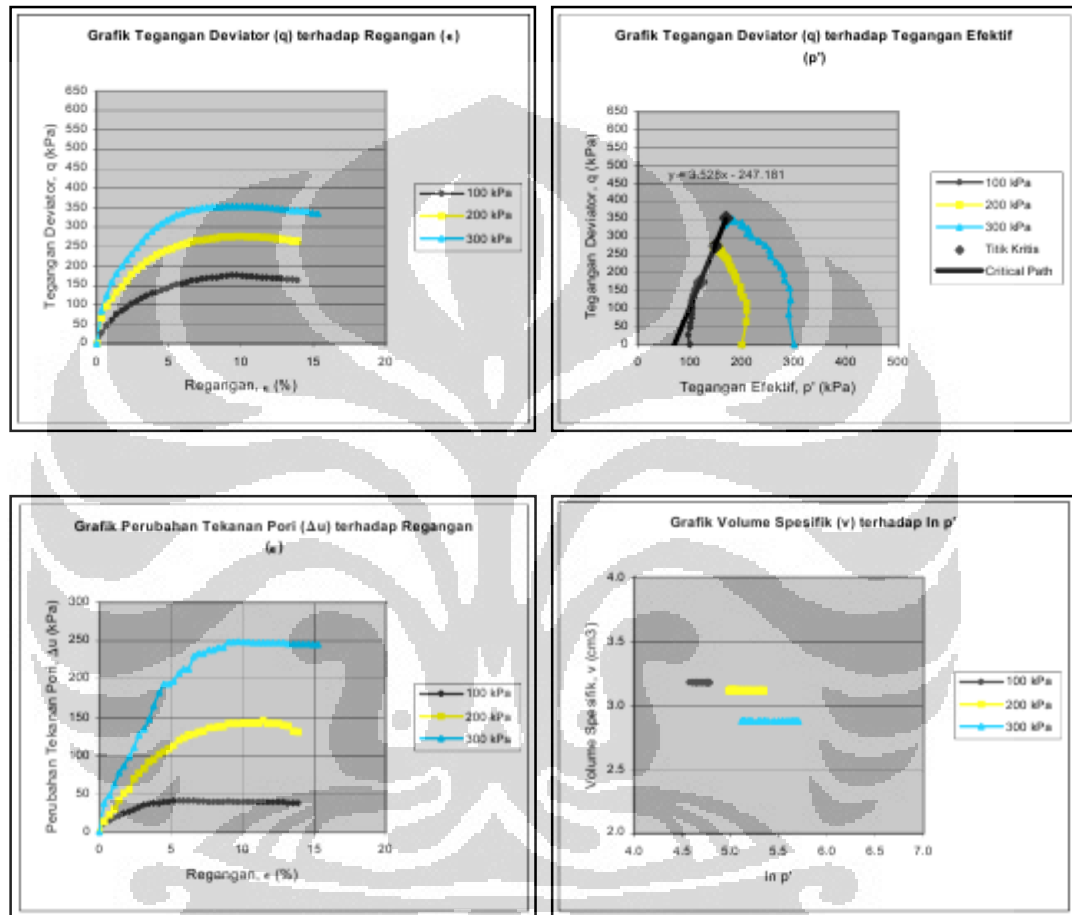 Grafik Tegangan Deviator (q) terhadap Regangan (ε)
Tegangan Deviator, q (kPa)
650
600
550
500
450
400
350
300
250
200
150
100
50
0
0
5
10
15
20
Regangan, ε (%)
100 kPa
200 kPa
300 kPa
Grafik Tegangan Deviator (q) terhadap Tegangan Efektif
(p')
Tegangan Deviator, q (kPa)
650
600
550
500
450
400
350
300
250
200
150
100
50
0
y = 3.528x - 247.181
0
100
200
300
400
500
Tegangan Efektif, p' (kPa)
100 kPa
200 kPa
300 kPa
Titik Kritis
Critical Path
Grafik Perubahan Tekanan Pori (Δu) terhadap Regangan
(ε)
Perubahan Tekanan Pori, Δu (kPa)
300
250
200
150
100
50
0
0
5
10
15
20
Regangan, ε (%)
100 kPa
200 kPa
300 kPa
Grafik Volume Spesifik (v) terhadap ln p'
Volume Spesifik, v (cm3)
4.0
3.5
3.0
2.5
2.0
4.0
4.5
5.0
5.5
6.0
6.5
7.0
ln p'
100 kPa
200 kPa
300 kPa